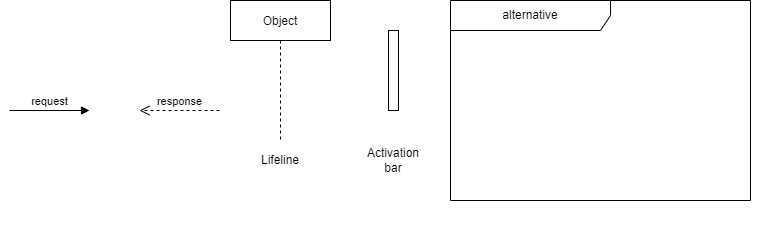 Object
alternative
request
response
Lifeline
Activation
bar